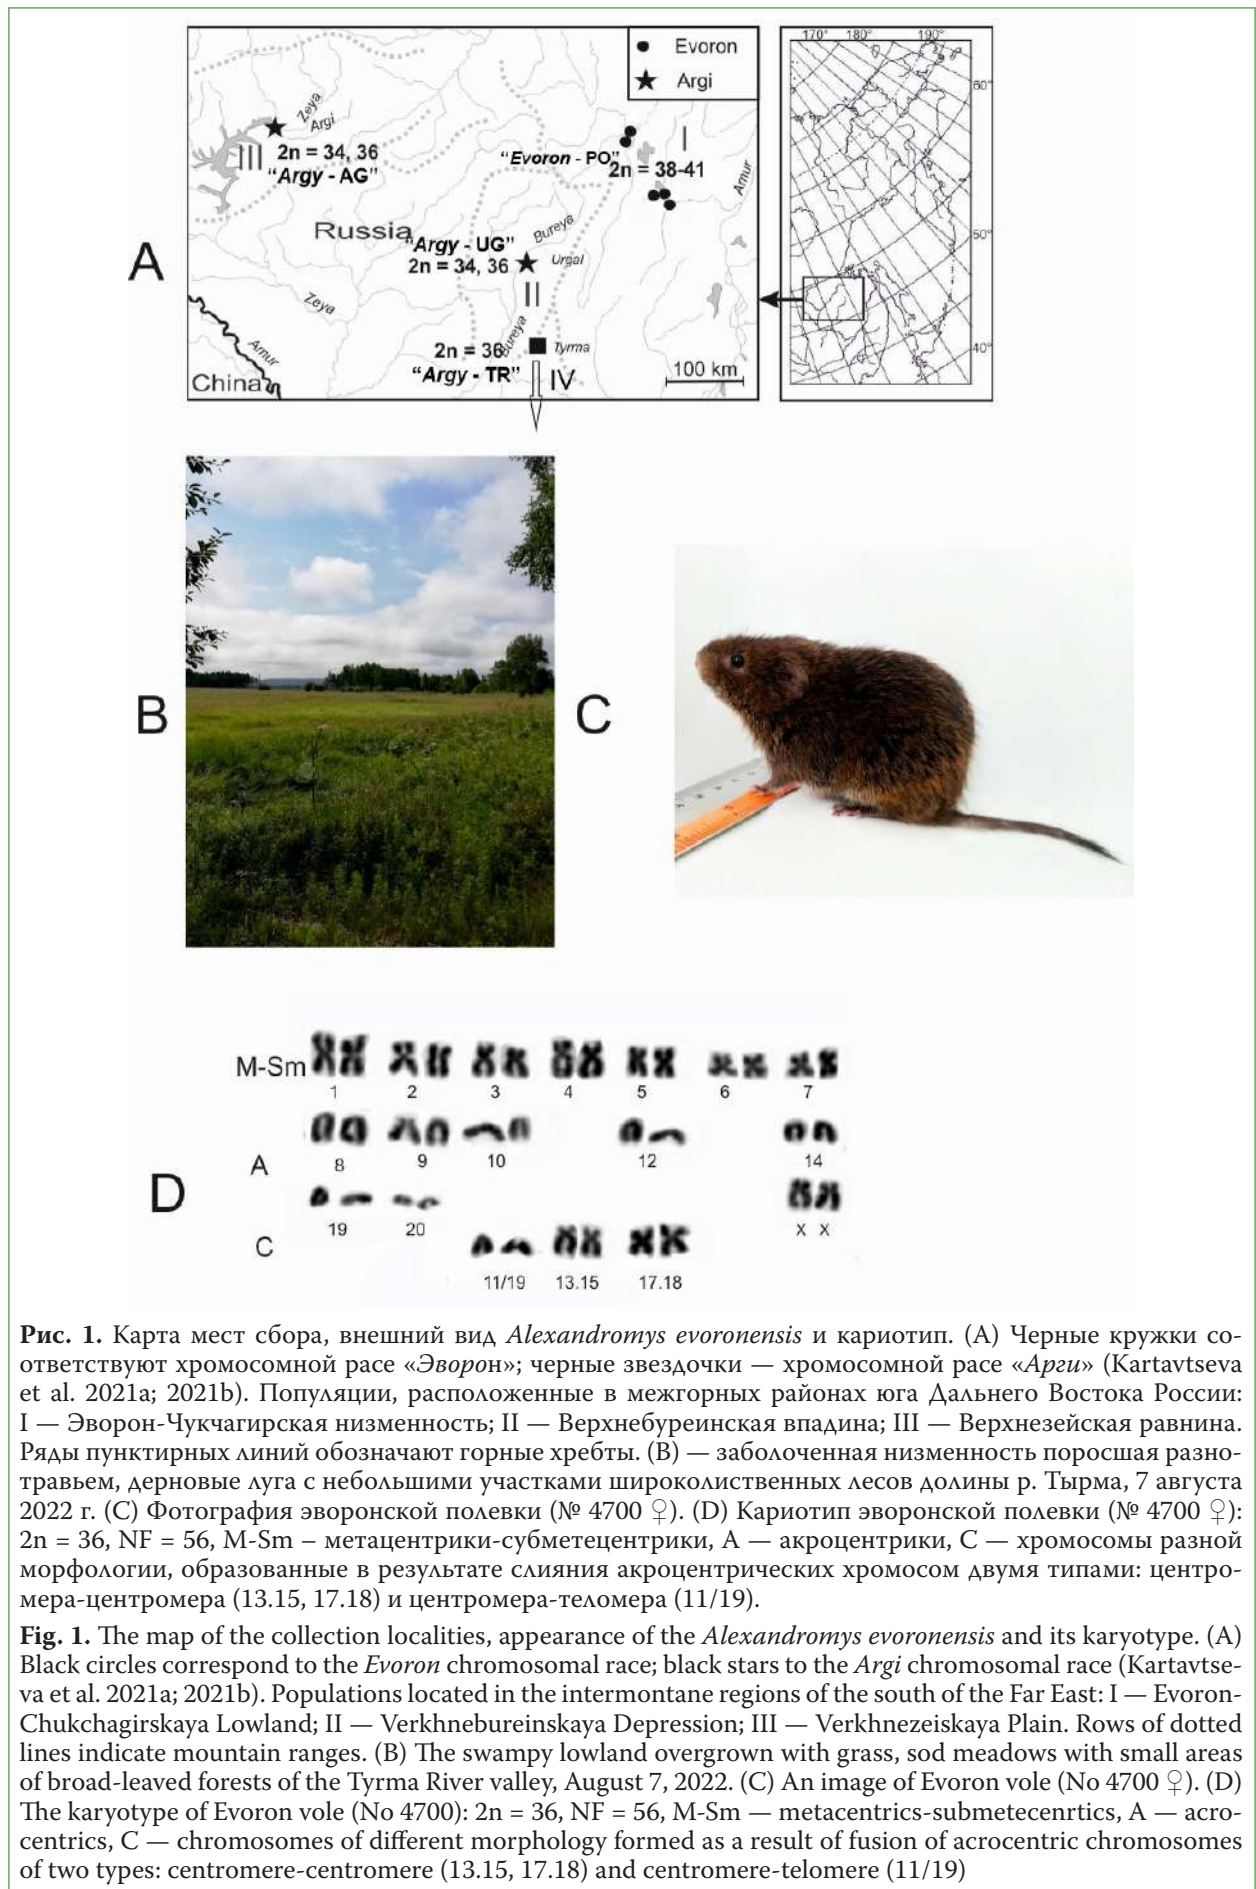 Evoron
Argi
170° 180° 190°
60°
50°
40°
Zeya
Argi
III 2n = 34, 36
"Argy - AG"
"Evoron - PO"
I
2n = 38-41
Amur
Russia
"Argy - UG"
2n = 34, 36
Bureya
Urgal
II
A
Zeya
Amur
China
Bureya
2n = 36
Tyrma
"Argy - TR"
IV
100 km
B
C
M-Sm
1 2 3 4 5 6 7
A
8 9 10 12 14
D
19 20 X X
C
11/19 13.15 17.18
Рис. 1. Карта мест сбора, внешний вид Alexandromys evoronensis и кариотип. (A) Черные кружки со-
ответствуют хромосомной расе «Эворон»; черные звездочки — хромосомной расе «Арги» (Kartavtseva
et al. 2021a; 2021b). Популяции, расположенные в межгорных районах юга Дальнего Востока России:
I — Эворон-Чукчагирская низменность; II — Верхнебуреинская впадина; III — Верхнезейская равнина.
Ряды пунктирных линий обозначают горные хребты. (B) — заболоченная низменность поросшая разно-
травьем, дерновые луга с небольшими участками широколиственных лесов долины р. Тырма, 7 августа
2022 г. (C) Фотография эворонской полевки (№ 4700 ♀). (D) Кариотип эворонской полевки (№ 4700 ♀):
2n = 36, NF = 56, M-Sm – метацентрики-субметецентрики, A — акроцентрики, C — хромосомы разной
морфологии, образованные в результате слияния акроцентрических хромосом двумя типами: центро-
мера-центромера (13.15, 17.18) и центромера-теломера (11/19).
Fig. 1. The map of the collection localities, appearance of the Alexandromys evoronensis and its karyotype. (A)
Black circles correspond to the Evoron chromosomal race; black stars to the Argi chromosomal race (Kartavtse-
va et al. 2021a; 2021b). Populations located in the intermontane regions of the south of the Far East: I — Evoron-
Chukchagirskaya Lowland; II — Verkhnebureinskaya Depression; III — Verkhnezeiskaya Plain. Rows of dotted
lines indicate mountain ranges. (B) The swampy lowland overgrown with grass, sod meadows with small areas
of broad-leaved forests of the Tyrma River valley, August 7, 2022. (C) An image of Evoron vole (No 4700 ♀). (D)
The karyotype of Evoron vole (No 4700): 2n = 36, NF = 56, M-Sm — metacentrics-submetecenrtics, A — acro-
centrics, C — chromosomes of different morphology formed as a result of fusion of acrocentric chromosomes
of two types: centromere-centromere (13.15, 17.18) and centromere-telomere (11/19)